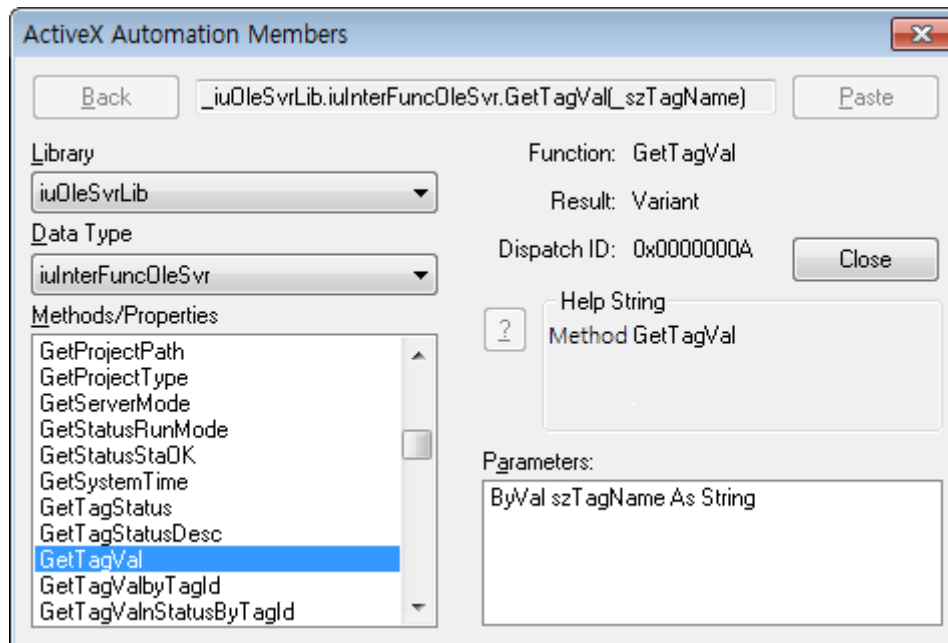 ActiveX Automation Members
Back
_iuOleSvrLib.iuInterFuncOleSvr.GetTagVal(_szTagName)
Paste
Library
iuOleSvrLib
Data Type
iuInterFuncOleSvr
Methods/Properties
GetProjectPath
GetProjectType
GetServerMode
GetStatusRunMode
GetStatusStaOK
GetSystemTime
GetTagStatus
GetTagStatusDesc
GetTagVal
GetTagValbyTagId
GetTagValnStatusByTagId
Function: GetTagVal
Result: Variant
Dispatch ID: 0x0000000A
Close
?
Help String
Method GetTagVal
Parameters:
ByVal szTagName As String